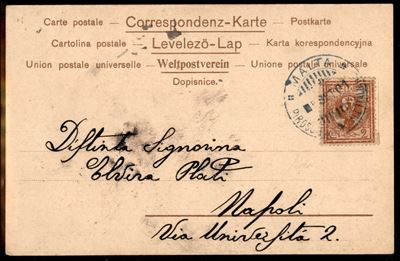 Carte postale – Correspondenz-Karte – Postkarte
Cartolina postale – Levelező-Lap – Karta korespondencyjna
Union postale universelle – Weltpostverein – Unione postale universale
Dopisnice.
Distinta Signorina
Elvira Plati
Napoli
Via Università 2.